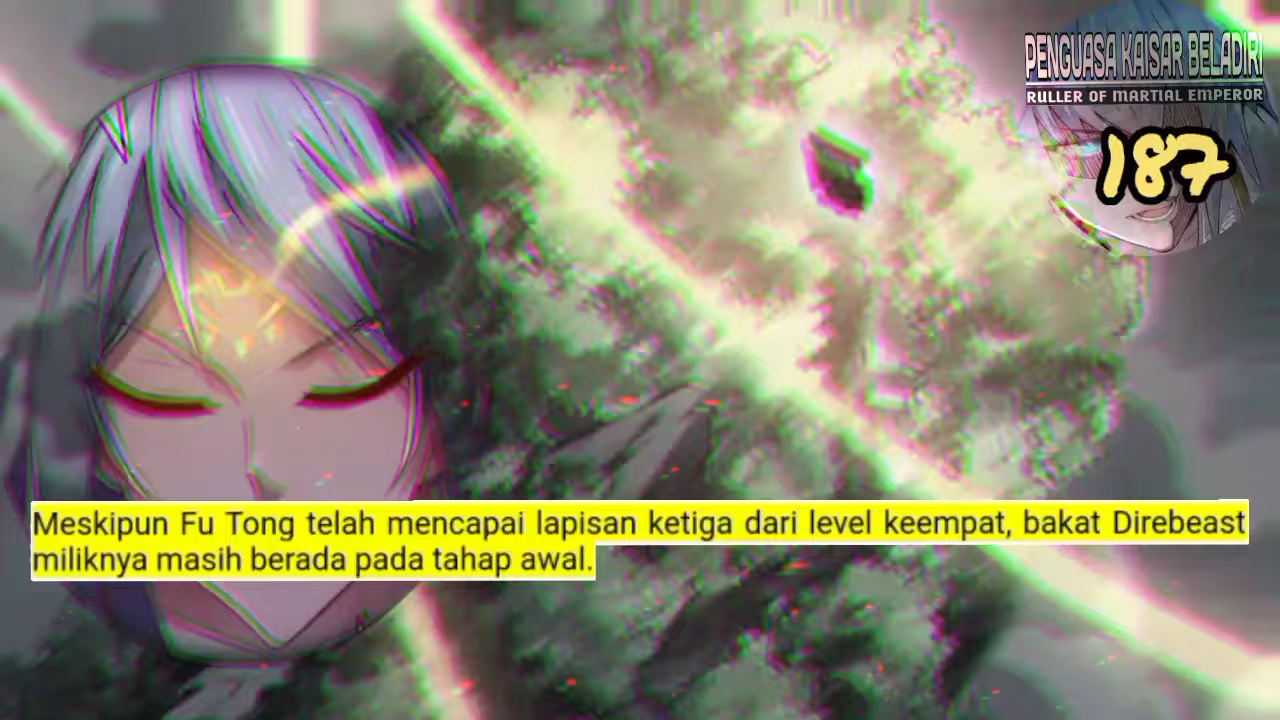 PENGUASA KAISAR BELADIRI
RULLER OF MARTIAL EMPEROR
187
Meskipun Fu Tong telah mencapai lapisan ketiga dari level keempat, bakat Direbeast
miliknya masih berada pada tahap awal.